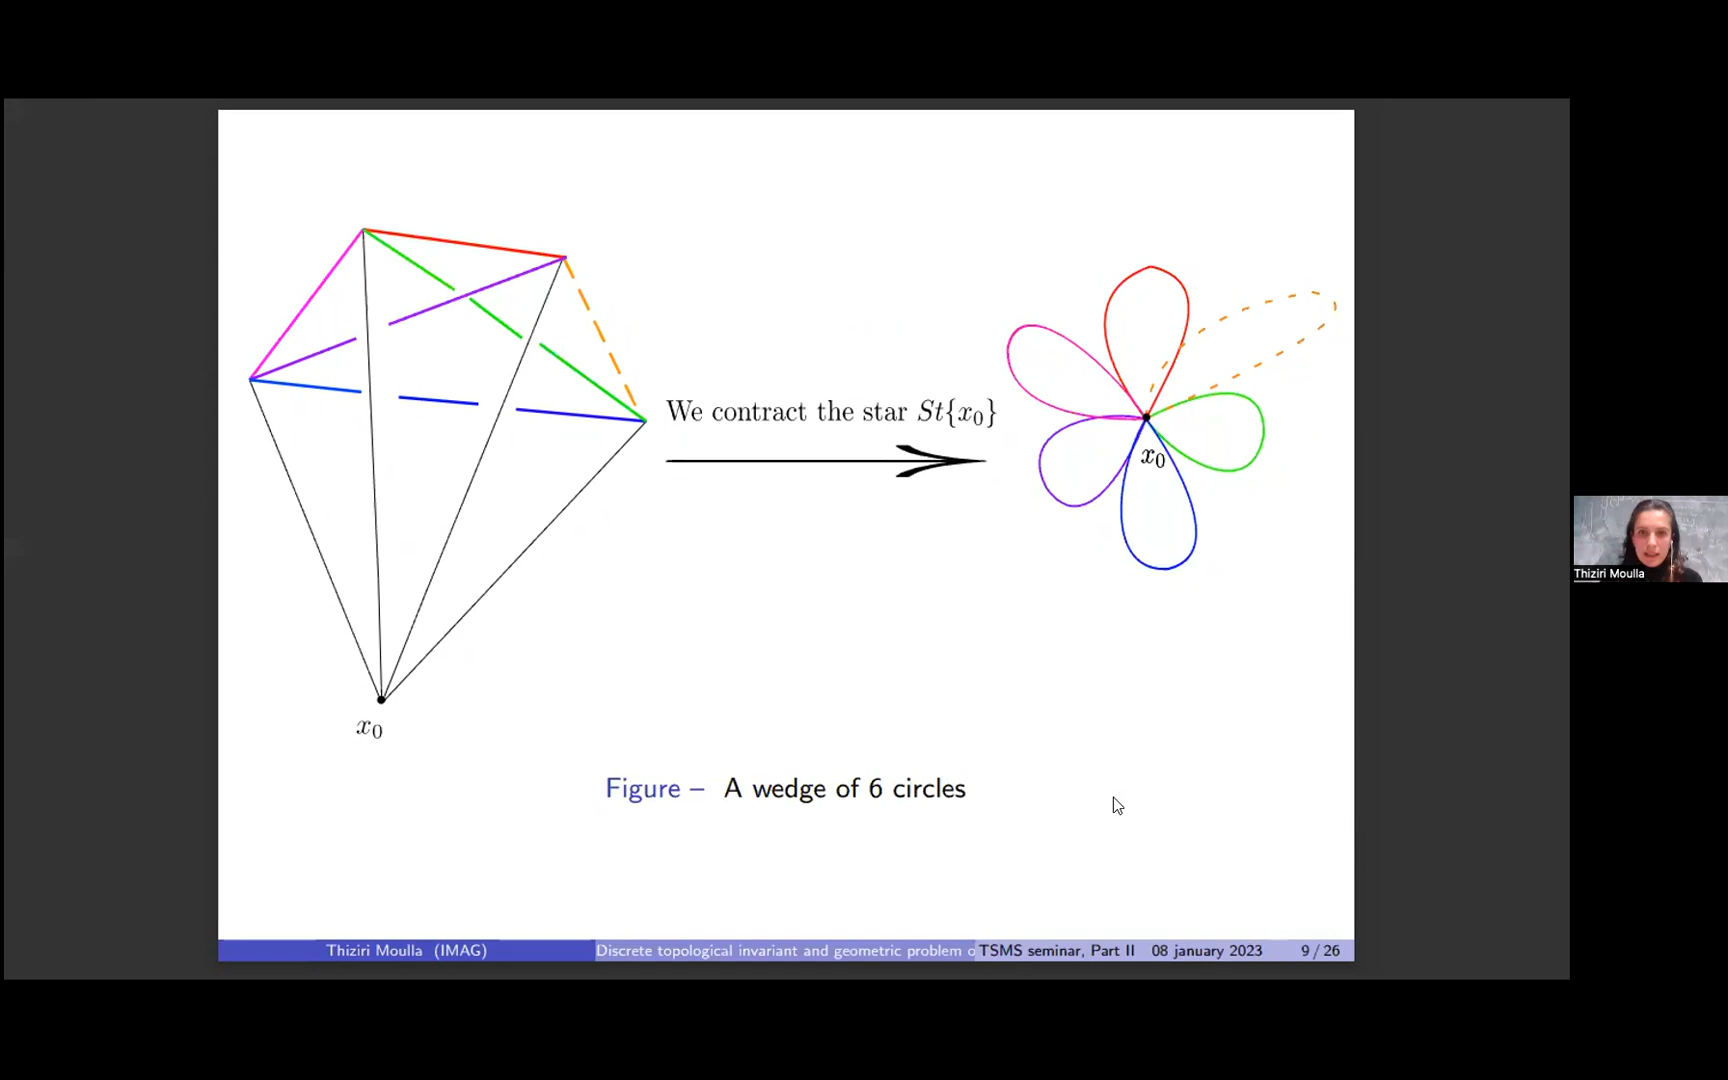 We contract the star St{x₀}
x₀
x₀
Figure – A wedge of 6 circles
Thiziri Moulla (IMAG) Discrete topological invariant and geometric problem o TSMS seminar, Part II 08 january 2023 9 / 26
Thiziri Moulla